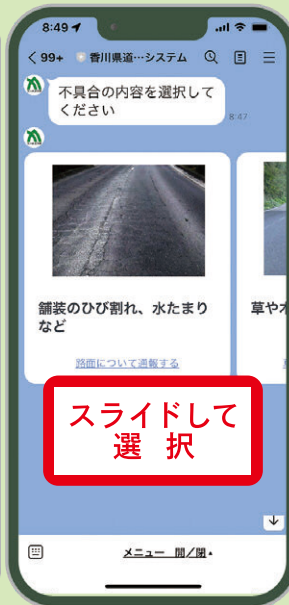 8:49
99+
香川県道…システム
不具合の内容を選択して
ください
8:47
舗装のひび割れ、水たまり
など
路面について通報する
草や木
スライドして
選 択
メニュー 開/閉